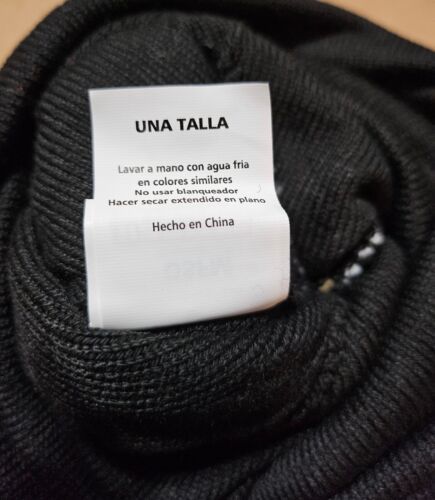 UNA TALLA
Lavar a mano con agua fria
en colores similares
No usar blanqueador
Hacer secar extendido en plano
Hecho en China